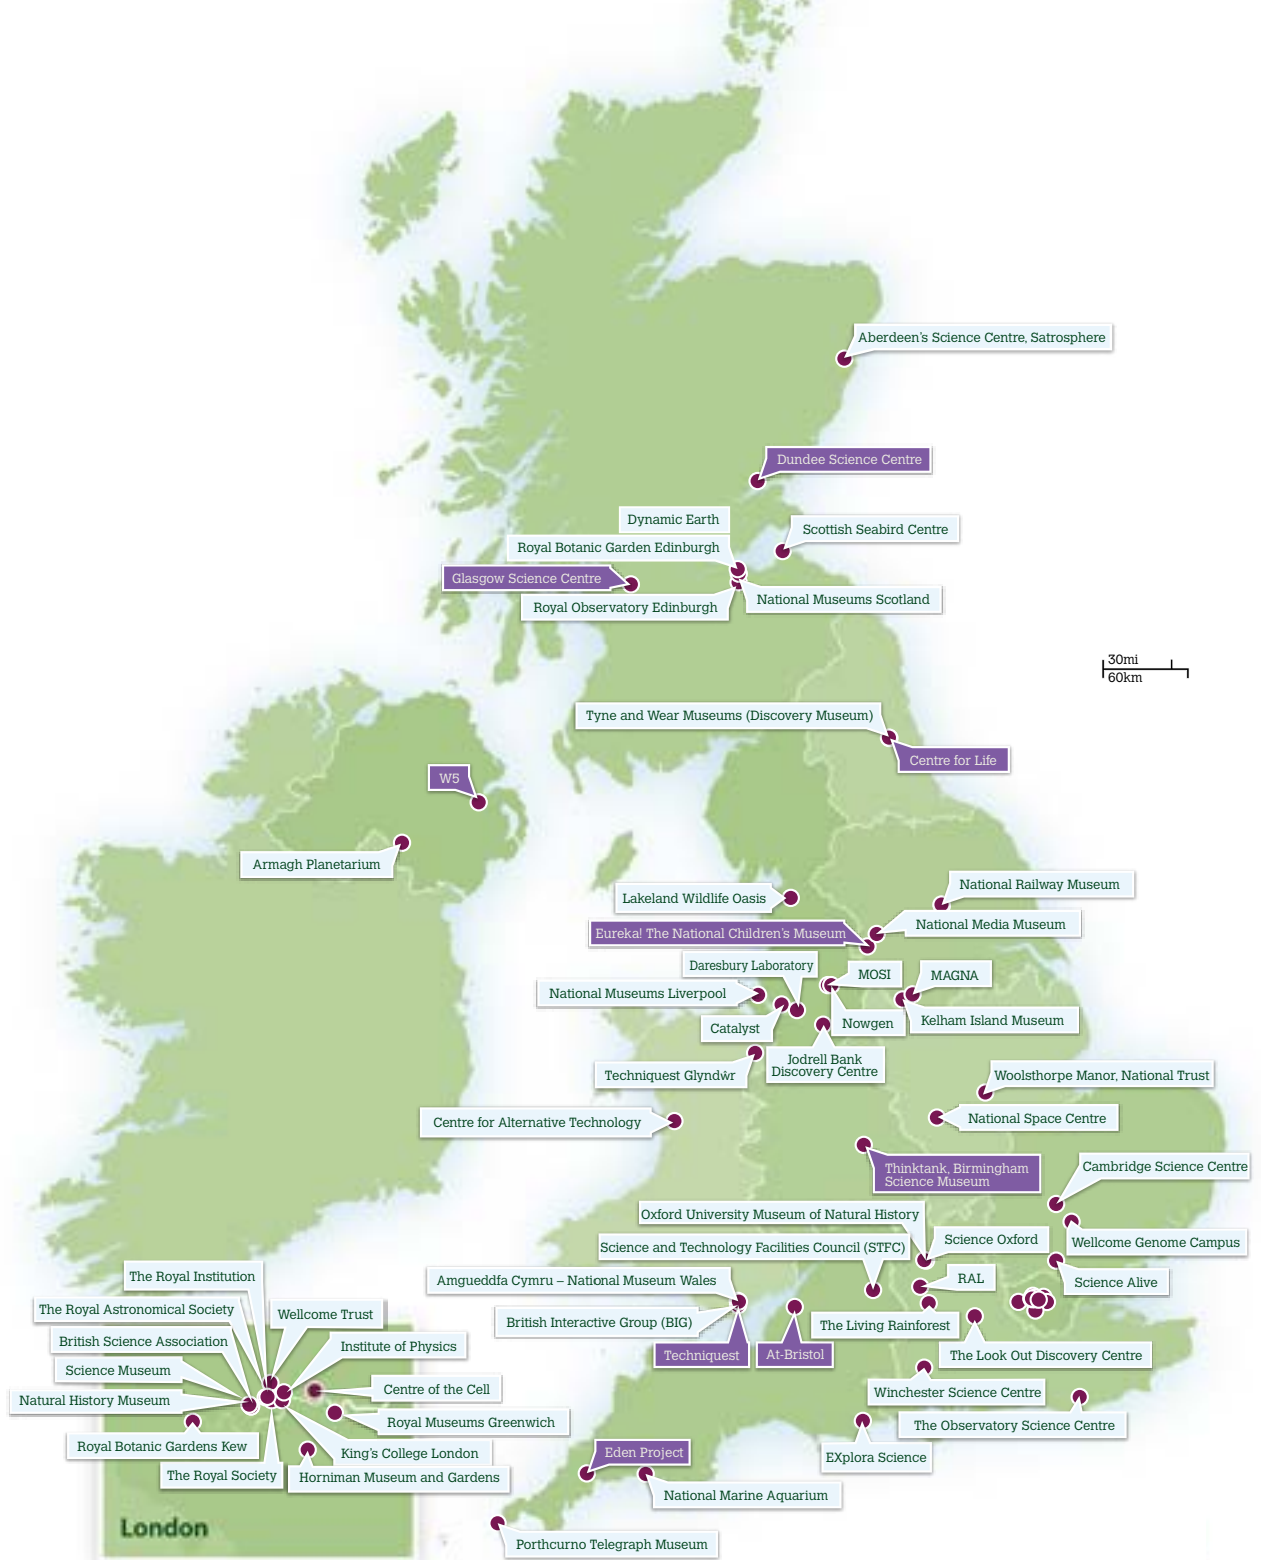 Aberdeen's Science Centre, Satrosphere
Dundee Science Centre
Dynamic Earth
Scottish Seabird Centre
Royal Botanic Garden Edinburgh
Glasgow Science Centre
National Museums Scotland
Royal Observatory Edinburgh
30mi
60km
Tyne and Wear Museums (Discovery Museum)
Centre for Life
W5
Armagh Planetarium
National Railway Museum
Lakeland Wildlife Oasis
National Media Museum
Eureka! The National Children's Museum
Daresbury Laboratory
MOSI
MAGNA
National Museums Liverpool
Catalyst
Nowgen
Kelham Island Museum
Jodrell Bank
Discovery Centre
Techniquest Glyndŵr
Woolsthorpe Manor, National Trust
National Space Centre
Centre for Alternative Technology
Thinktank, Birmingham
Science Museum
Cambridge Science Centre
Oxford University Museum of Natural History
Science Oxford
Wellcome Genome Campus
Science and Technology Facilities Council (STFC)
RAL
Science Alive
Amgueddfa Cymru – National Museum Wales
British Interactive Group (BIG)
The Living Rainforest
Techniquest
At-Bristol
The Look Out Discovery Centre
Winchester Science Centre
The Observatory Science Centre
EXplora Science
Eden Project
National Marine Aquarium
Porthcurno Telegraph Museum
The Royal Institution
The Royal Astronomical Society
Wellcome Trust
British Science Association
Institute of Physics
Science Museum
Centre of the Cell
Natural History Museum
Royal Museums Greenwich
Royal Botanic Gardens Kew
King's College London
The Royal Society
Horniman Museum and Gardens
London